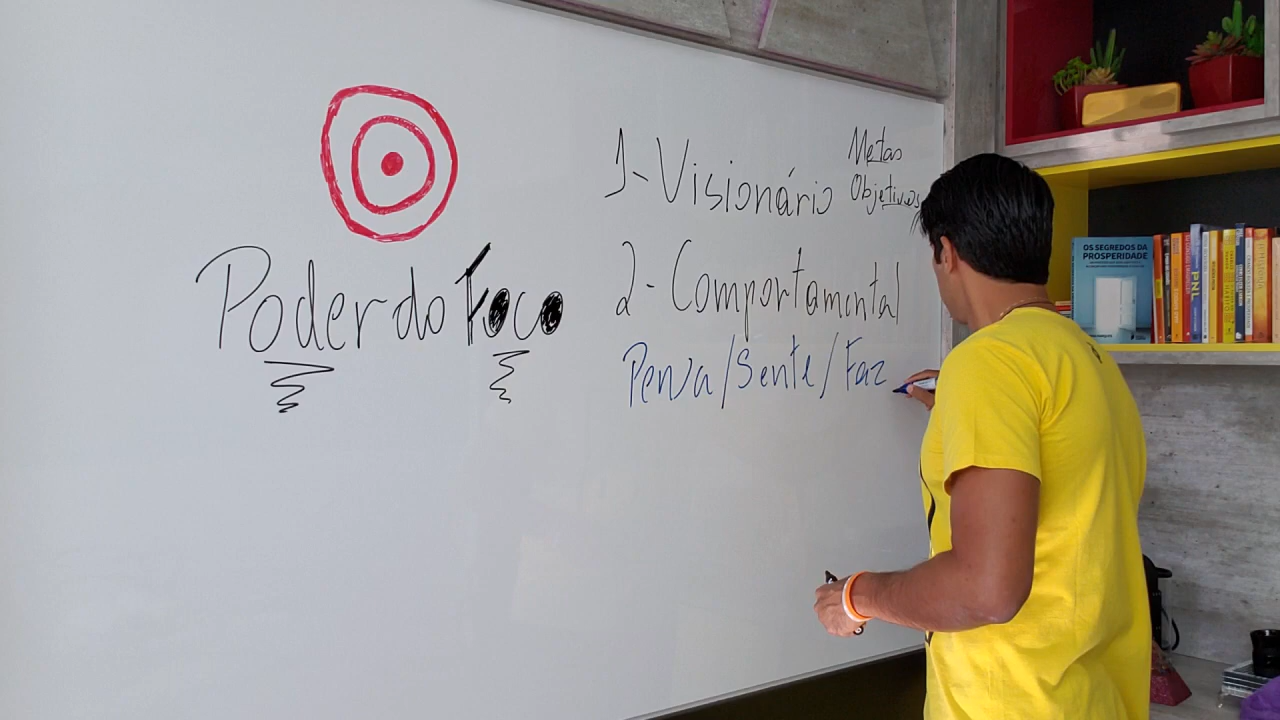 Poder do Foco
1-Visionário
Metas
Objetivos
2-Comportamental
Pensa/Sente/Faz
OS SEGREDOS DA
PROSPERIDADE
PNL